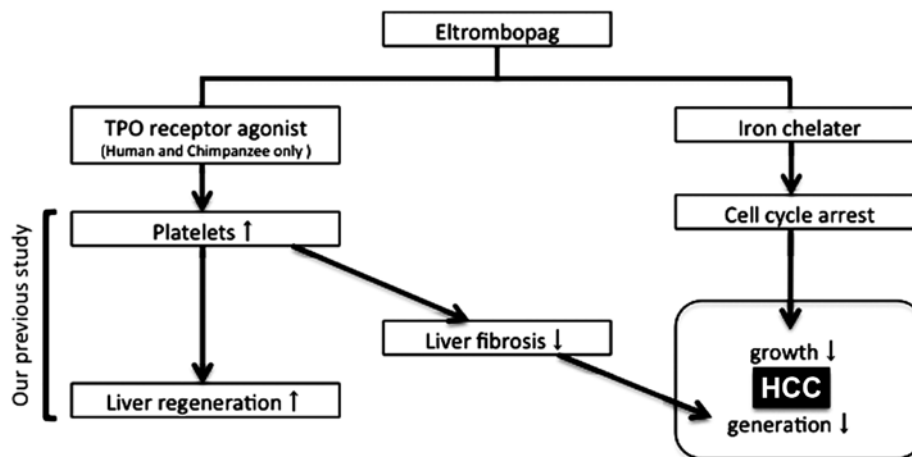 Eltrombopag
TPO receptor agonist
(Human and Chimpanzee only )
Iron chelater
Platelets ↑
Cell cycle arrest
Our previous study
Liver fibrosis ↓
growth ↓
HCC
generation ↓
Liver regeneration ↑